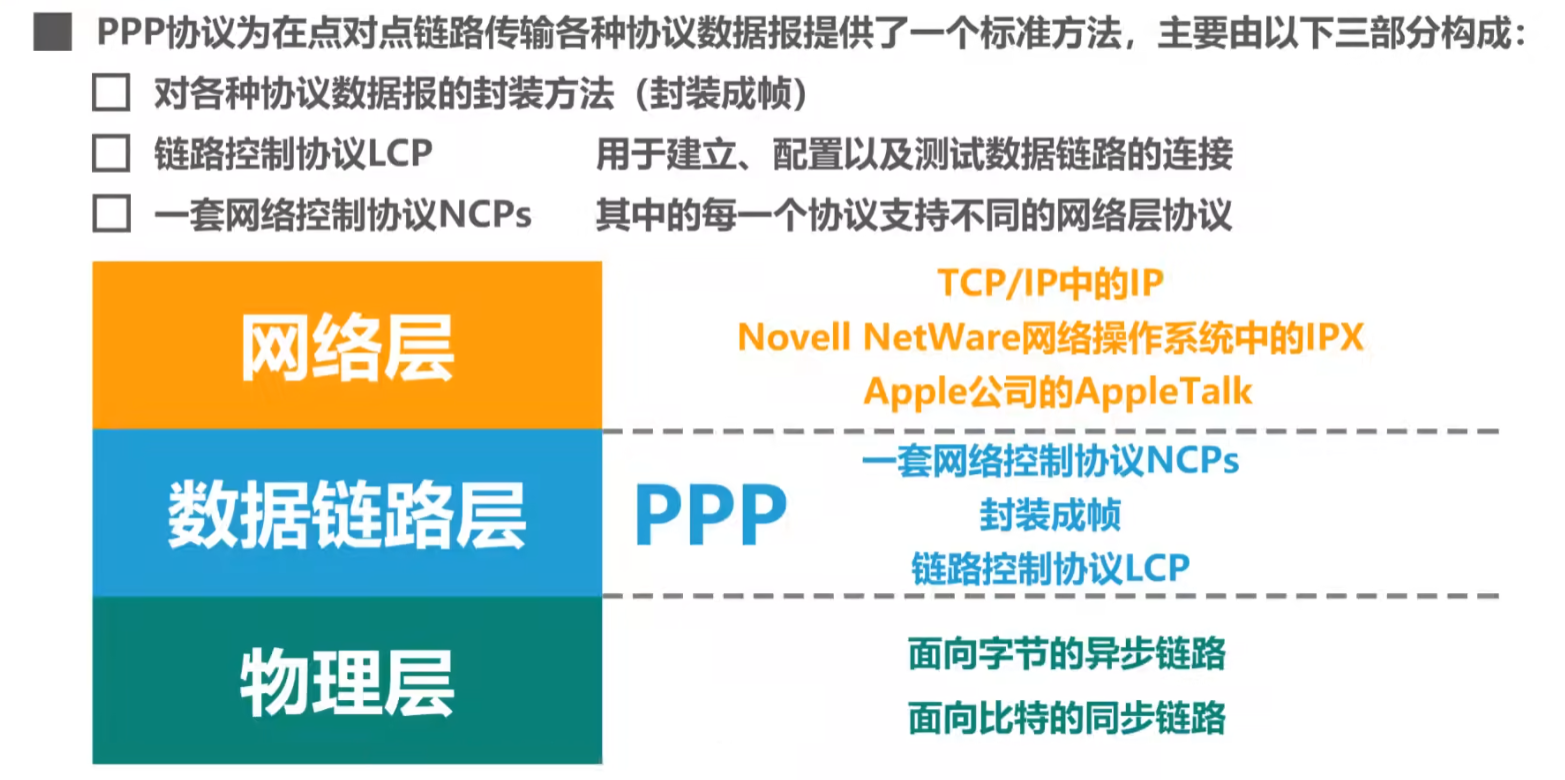 PPP协议为在点对点链路传输各种协议数据报提供了一个标准方法，主要由以下三部分构成：
对各种协议数据报的封装方法（封装成帧）
链路控制协议LCP 用于建立、配置以及测试数据链路的连接
一套网络控制协议NCPs 其中的每一个协议支持不同的网络层协议
网络层
TCP/IP中的IP
Novell NetWare网络操作系统中的IPX
Apple公司的AppleTalk
数据链路层
PPP
一套网络控制协议NCPs
封装成帧
链路控制协议LCP
物理层
面向字节的异步链路
面向比特的同步链路